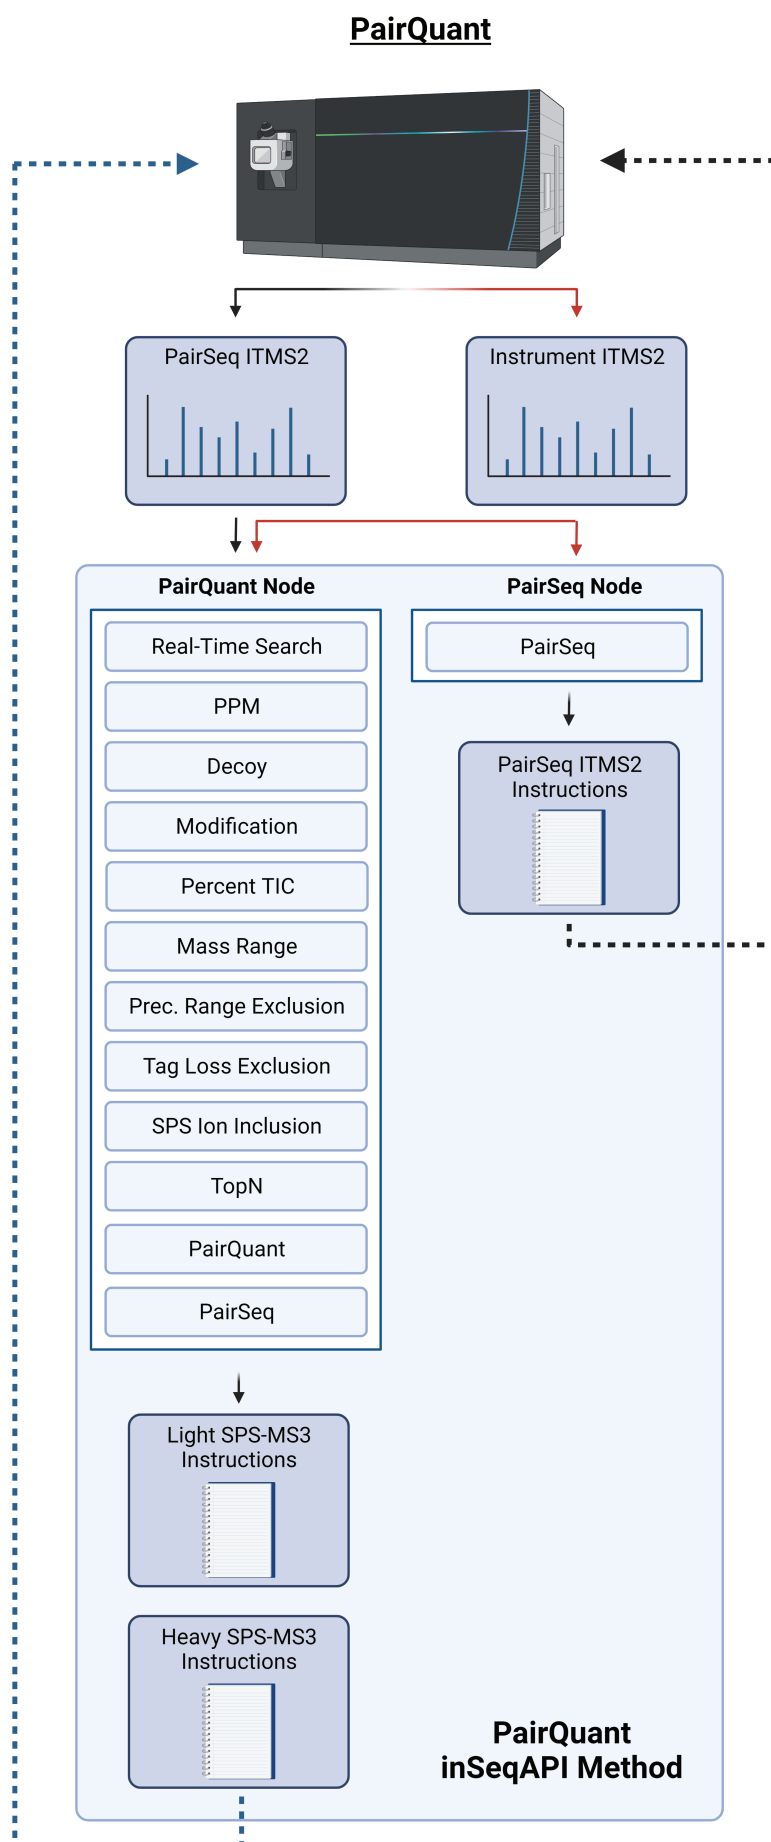 PairQuant
PairSeq ITMS2
Instrument ITMS2
PairQuant Node
PairSeq Node
Real-Time Search
PairSeq
PPM
Decoy
PairSeq ITMS2
Instructions
Modification
Percent TIC
Mass Range
Prec. Range Exclusion
Tag Loss Exclusion
SPS Ion Inclusion
TopN
PairQuant
PairSeq
Light SPS-MS3
Instructions
Heavy SPS-MS3
Instructions
PairQuant
inSeqAPI Method